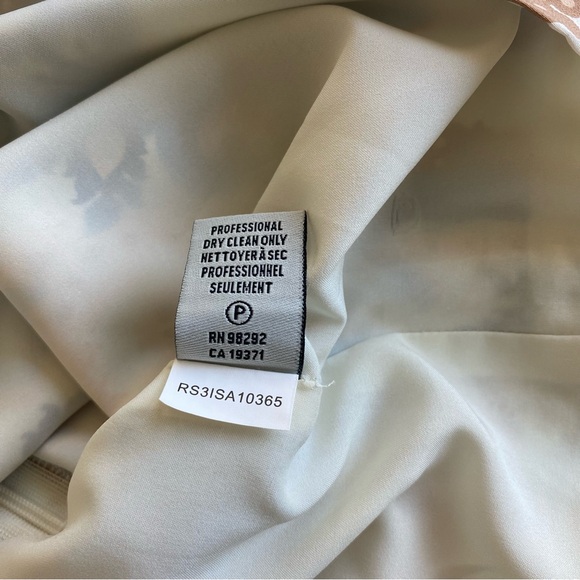 PROFESSIONAL
DRY CLEAN ONLY
NETTOYER À SEC
PROFESSIONNEL
SEULEMENT
P
RN 98292
CA 19371
RS3ISA10365